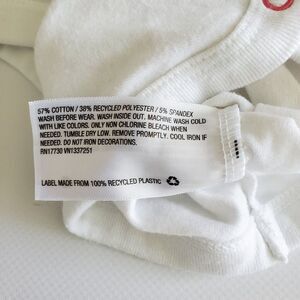 57% COTTON / 38% RECYCLED POLYESTER / 5% SPANDEX
WASH BEFORE WEAR. WASH INSIDE OUT. MACHINE WASH COLD
WITH LIKE COLORS. ONLY NON CHLORINE BLEACH WHEN
NEEDED. TUMBLE DRY LOW. REMOVE PROMPTLY. COOL IRON IF
NEEDED. DO NOT IRON DECORATIONS.
RN17730 VN1337251
LABEL MADE FROM 100% RECYCLED PLASTIC